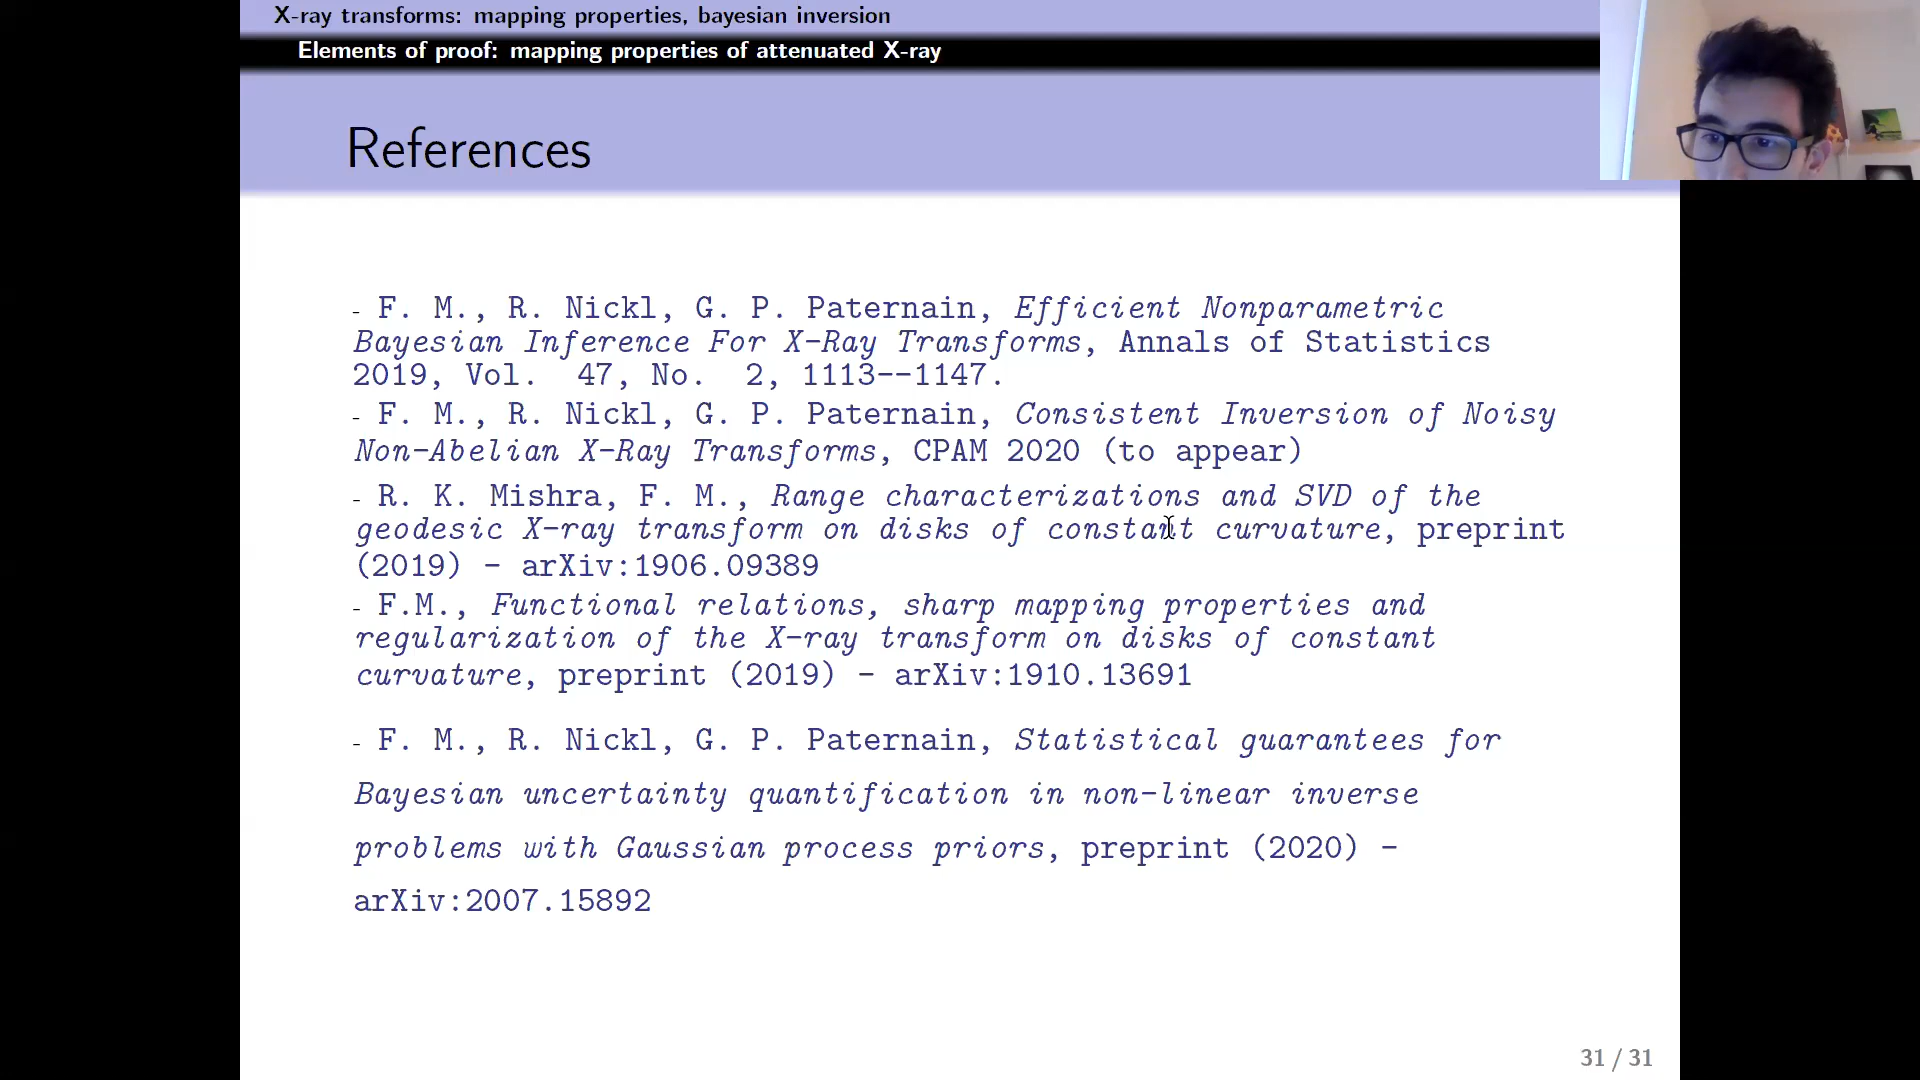 X-ray transforms: mapping properties, bayesian inversion
Elements of proof: mapping properties of attenuated X-ray
References
- F. M., R. Nickl, G. P. Paternain, Efficient Nonparametric
Bayesian Inference For X-Ray Transforms, Annals of Statistics
2019, Vol. 47, No. 2, 1113--1147.
- F. M., R. Nickl, G. P. Paternain, Consistent Inversion of Noisy
Non-Abelian X-Ray Transforms, CPAM 2020 (to appear)
- R. K. Mishra, F. M., Range characterizations and SVD of the
geodesic X-ray transform on disks of constant curvature, preprint
(2019) - arXiv:1906.09389
- F.M., Functional relations, sharp mapping properties and
regularization of the X-ray transform on disks of constant
curvature, preprint (2019) - arXiv:1910.13691
- F. M., R. Nickl, G. P. Paternain, Statistical guarantees for
Bayesian uncertainty quantification in non-linear inverse
problems with Gaussian process priors, preprint (2020) -
arXiv:2007.15892
31 / 31